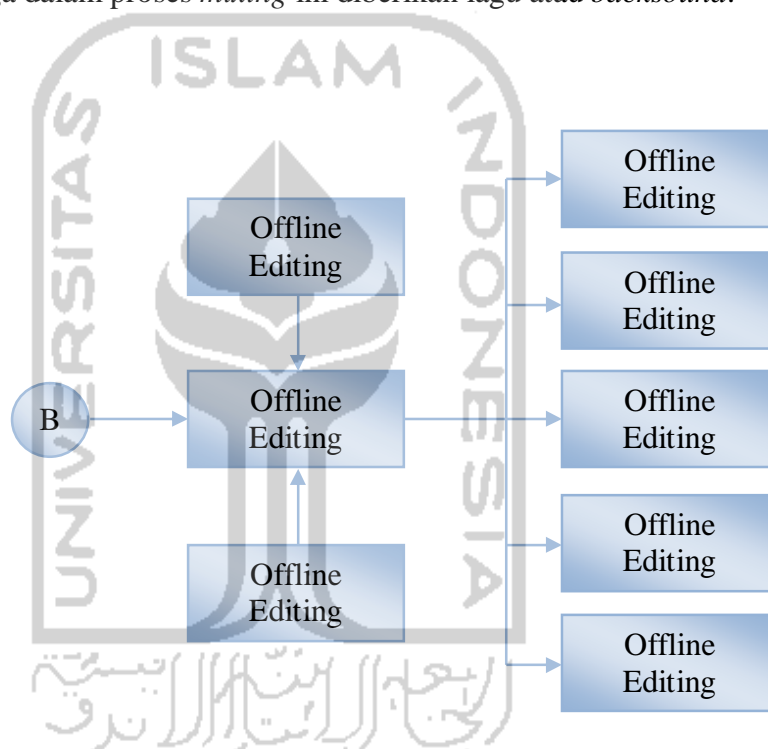 dalam proses mixing ini diberikan lagu atau backsound.
ISLAM
UNIVERSITAS
INDONESIA
Offline
Editing
Offline
Editing
B
Offline
Editing
Offline
Editing
Offline
Editing
Offline
Editing
Offline
Editing
Offline
Editing